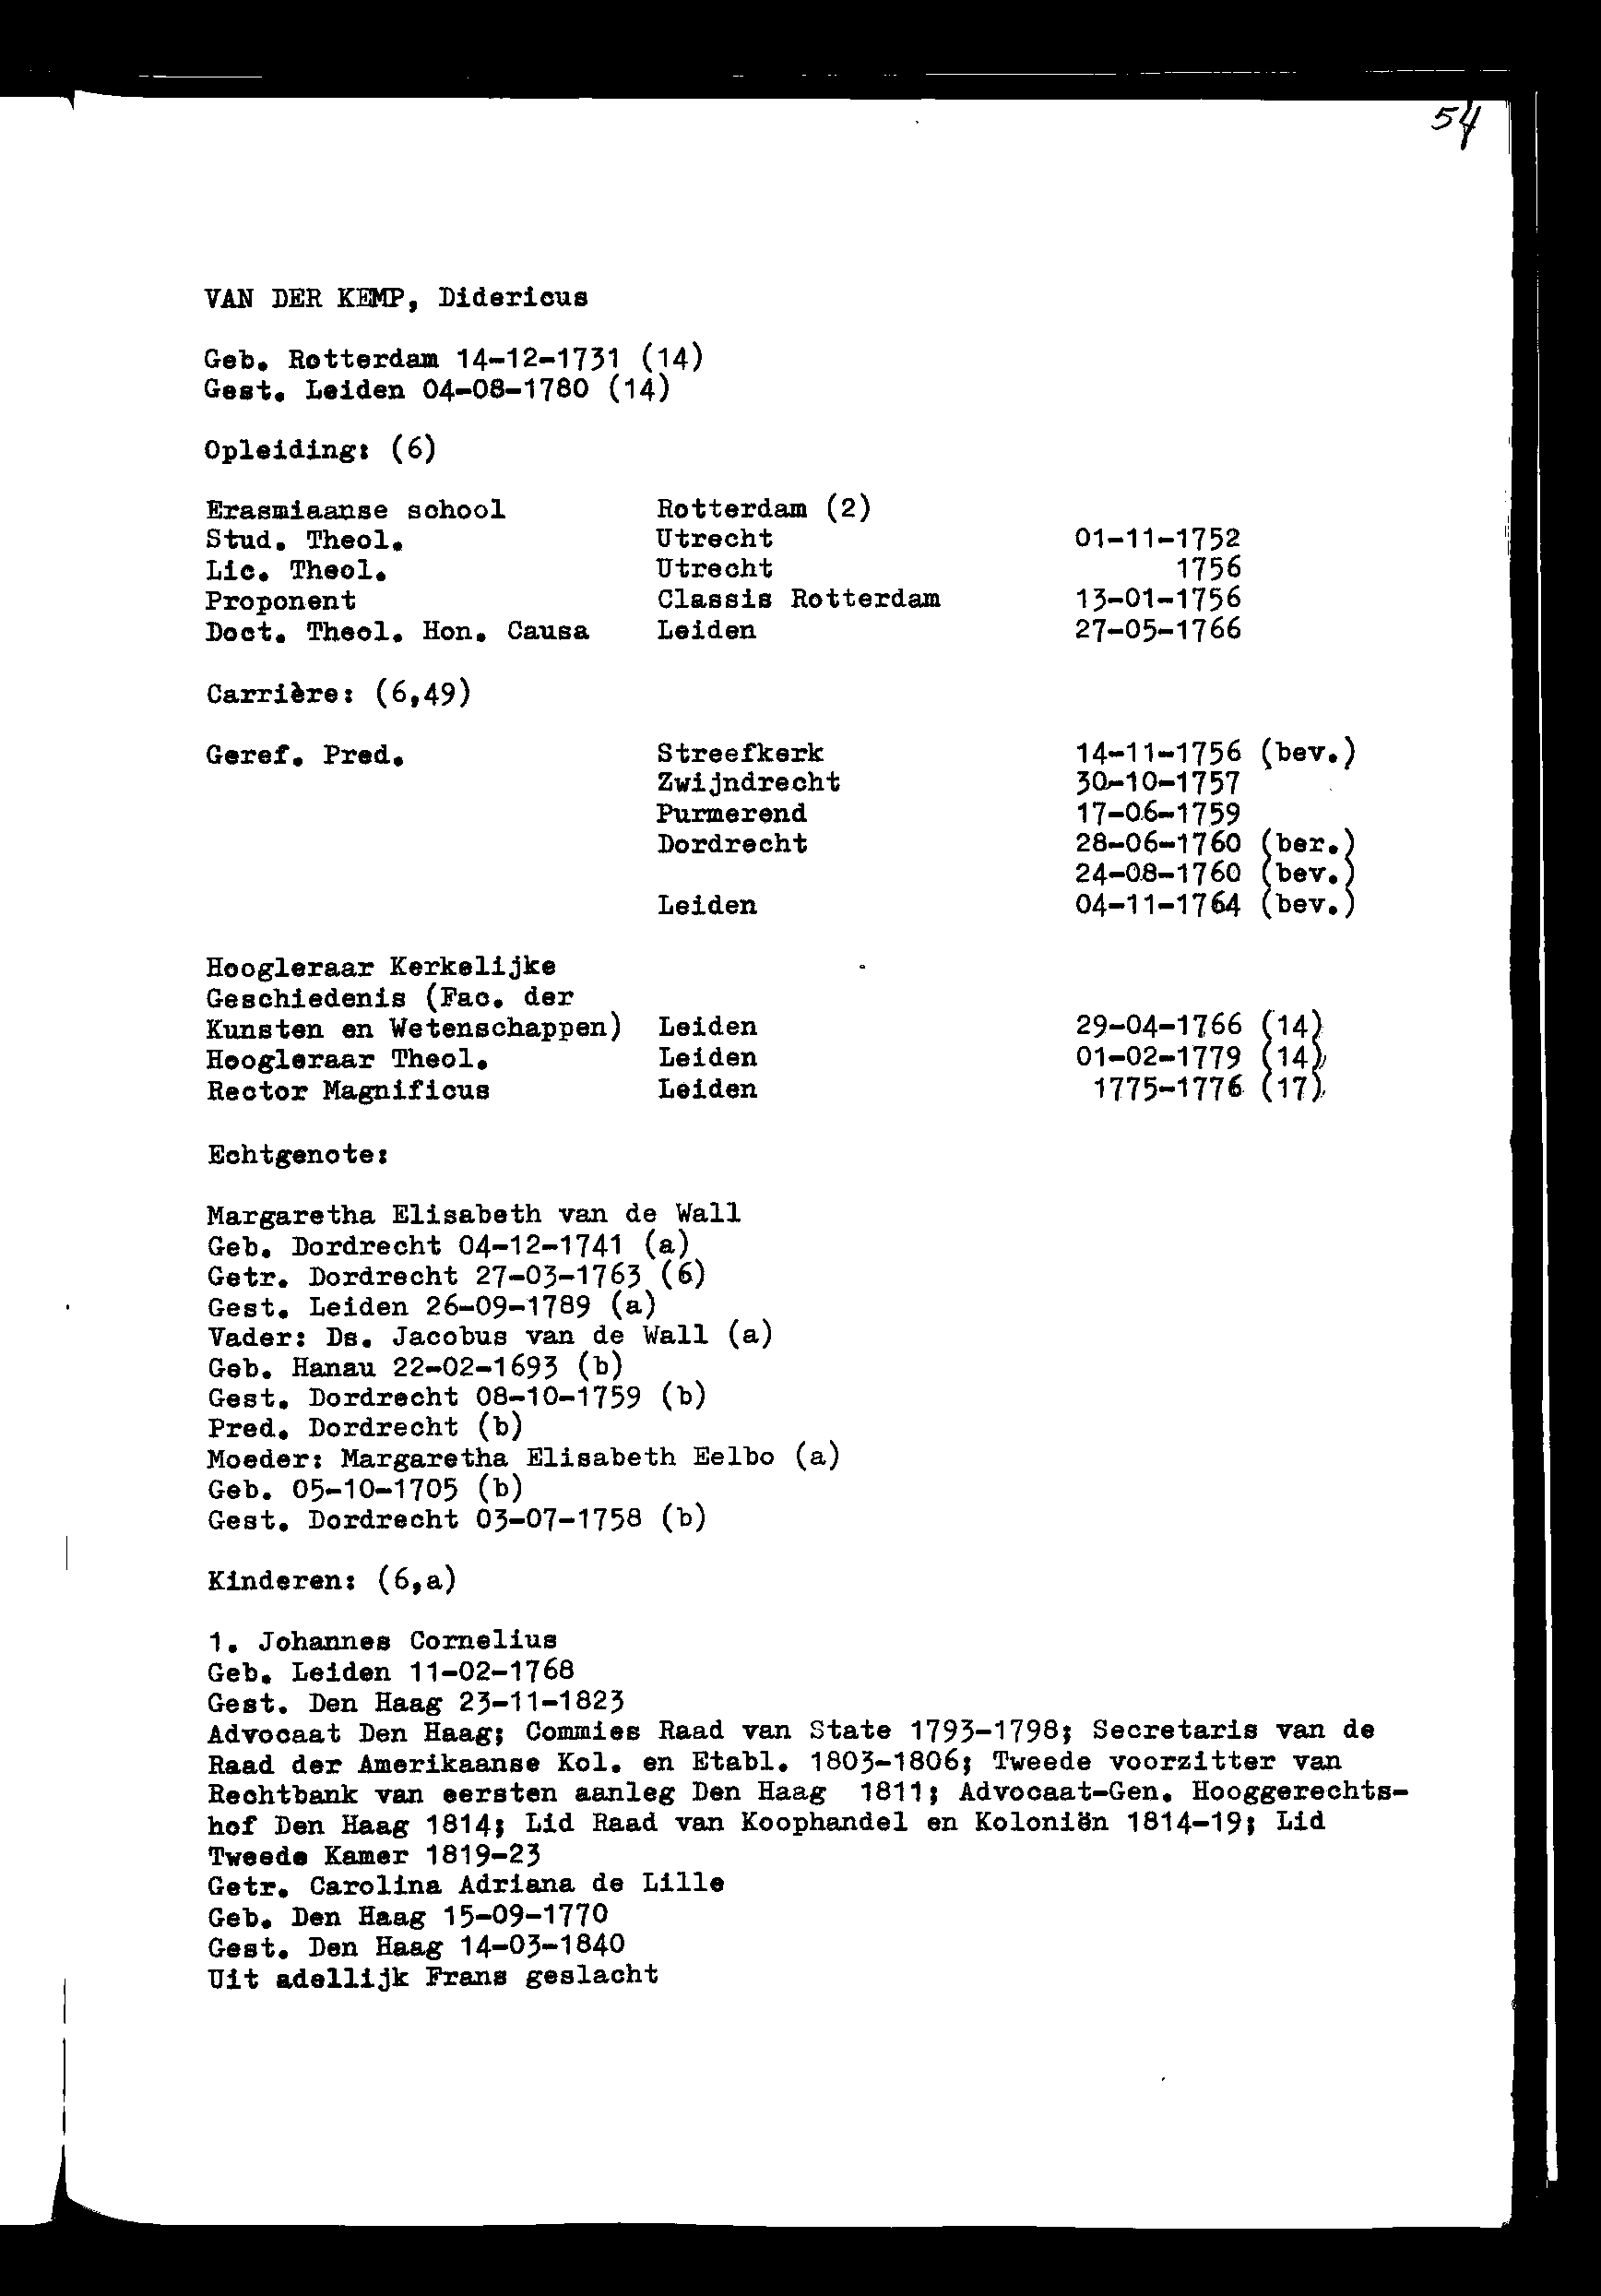 54
VAN DER KEMP, Didericus
Geb. Rotterdam 14-12-1731 (14)
Gest. Leiden 04-08-1780 (14)
Opleiding: (6)
Erasmiaanse school Rotterdam (2)
Stud. Theol. Utrecht 01-11-1752
Lic. Theol. Utrecht 1756
Proponent Classis Rotterdam 13-01-1756
Doct. Theol. Hon. Causa Leiden 27-05-1766
Carrière: (6,49)
Geref. Pred. Streefkerk 14-11-1756 (bev.)
Zwijndrecht 30-10-1757
Purmerend 17-06-1759
Dordrecht 28-06-1760 (ber.)
24-08-1760 (bev.)
Leiden 04-11-1764 (bev.)
Hoogleraar Kerkelijke
Geschiedenis (Fac. der
Kunsten en Wetenschappen) Leiden 29-04-1766 (14)
Hoogleraar Theol. Leiden 01-02-1779 (14)
Rector Magnificus Leiden 1775-1776 (17)
Echtgenote:
Margaretha Elisabeth van de Wall
Geb. Dordrecht 04-12-1741 (a)
Getr. Dordrecht 27-03-1763 (6)
Gest. Leiden 26-09-1789 (a)
Vader: Ds. Jacobus van de Wall (a)
Geb. Hanau 22-02-1693 (b)
Gest. Dordrecht 08-10-1759 (b)
Pred. Dordrecht (b)
Moeder: Margaretha Elisabeth Eelbo (a)
Geb. 05-10-1705 (b)
Gest. Dordrecht 03-07-1758 (b)
Kinderen: (6,a)
1. Johannes Cornelius
Geb. Leiden 11-02-1768
Gest. Den Haag 23-11-1823
Advocaat Den Haag; Commies Raad van State 1793-1798; Secretaris van de
Raad der Amerikaanse Kol. en Etabl. 1803-1806; Tweede voorzitter van
Rechtbank van eersten aanleg Den Haag 1811; Advocaat-Gen. Hooggerechts-
hof Den Haag 1814; Lid Raad van Koophandel en Koloniën 1814-19; Lid
Tweede Kamer 1819-23
Getr. Carolina Adriana de Lille
Geb. Den Haag 15-09-1770
Gest. Den Haag 14-03-1840
Uit adellijk Frans geslacht